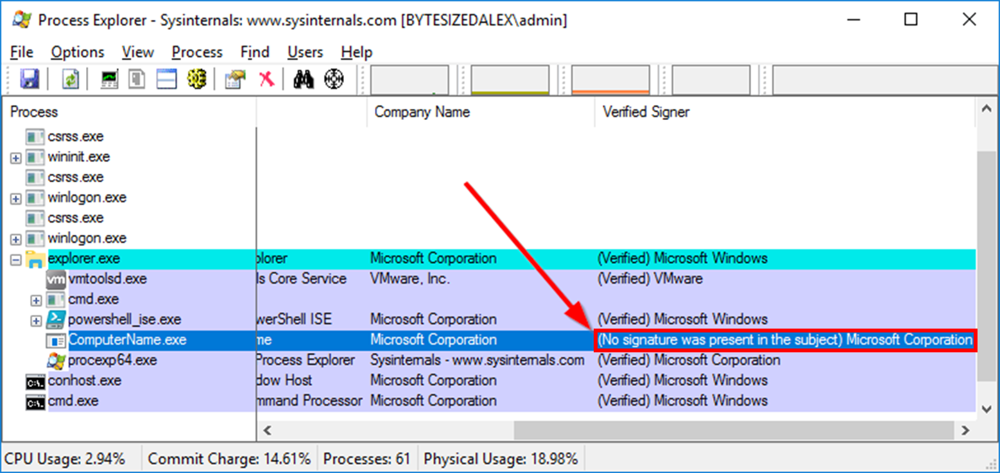 Process Explorer - Sysinternals: www.sysinternals.com [BYTESIZEDALEX\admin]
File Options View Process Find Users Help
Process Company Name Verified Signer
csrss.exe
wininit.exe
csrss.exe
winlogon.exe
csrss.exe
winlogon.exe
explorer.exe plorer Microsoft Corporation (Verified) Microsoft Windows
vm vmtoolsd.exe ls Core Service VMware, Inc. (Verified) VMware
cmd.exe
powershell_ise.exe werShell ISE Microsoft Corporation (Verified) Microsoft Windows
ComputerName.exe me Microsoft Corporation (No signature was present in the subject) Microsoft Corporation
procexp64.exe Process Explorer Sysinternals - www.sysinternals.com (Verified) Microsoft Corporation
C:\. conhost.exe dow Host Microsoft Corporation (Verified) Microsoft Windows
C:\. cmd.exe mmand Processor Microsoft Corporation (Verified) Microsoft Windows
CPU Usage: 2.94% Commit Charge: 14.61% Processes: 61 Physical Usage: 18.98%